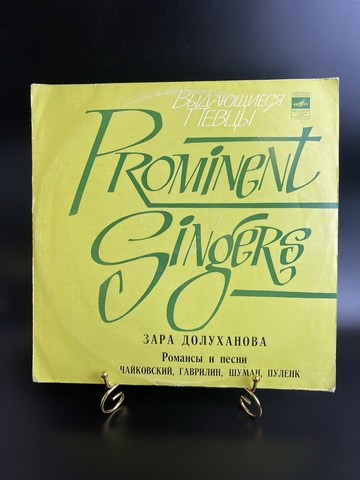 Выдающиеся
Певцы
Prominent
Singers
ЗАРА ДОЛУХАНОВА
Романсы и песни
ЧАЙКОВСКИЙ, ГАВРИЛИН, ШУМАН, ПУЛЕНК